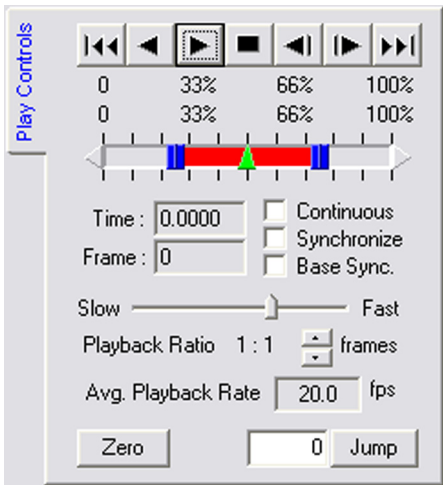 Play Controls
0 33% 66% 100%
0 33% 66% 100%
Time : 0.0000
Continuous
Synchronize
Frame : 0
Base Sync.
Slow Fast
Playback Ratio 1 : 1 frames
Avg. Playback Rate 20.0 fps
Zero 0 Jump